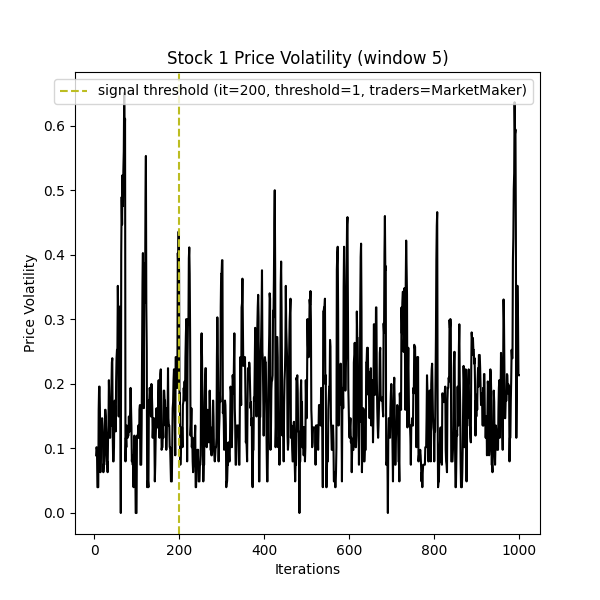 Stock 1 Price Volatility (window 5)
signal threshold (it=200, threshold=1, traders=MarketMaker)
0.6
0.5
0.4
0.3
0.2
0.1
0.0
Price Volatility
0 200 400 600 800 1000
Iterations